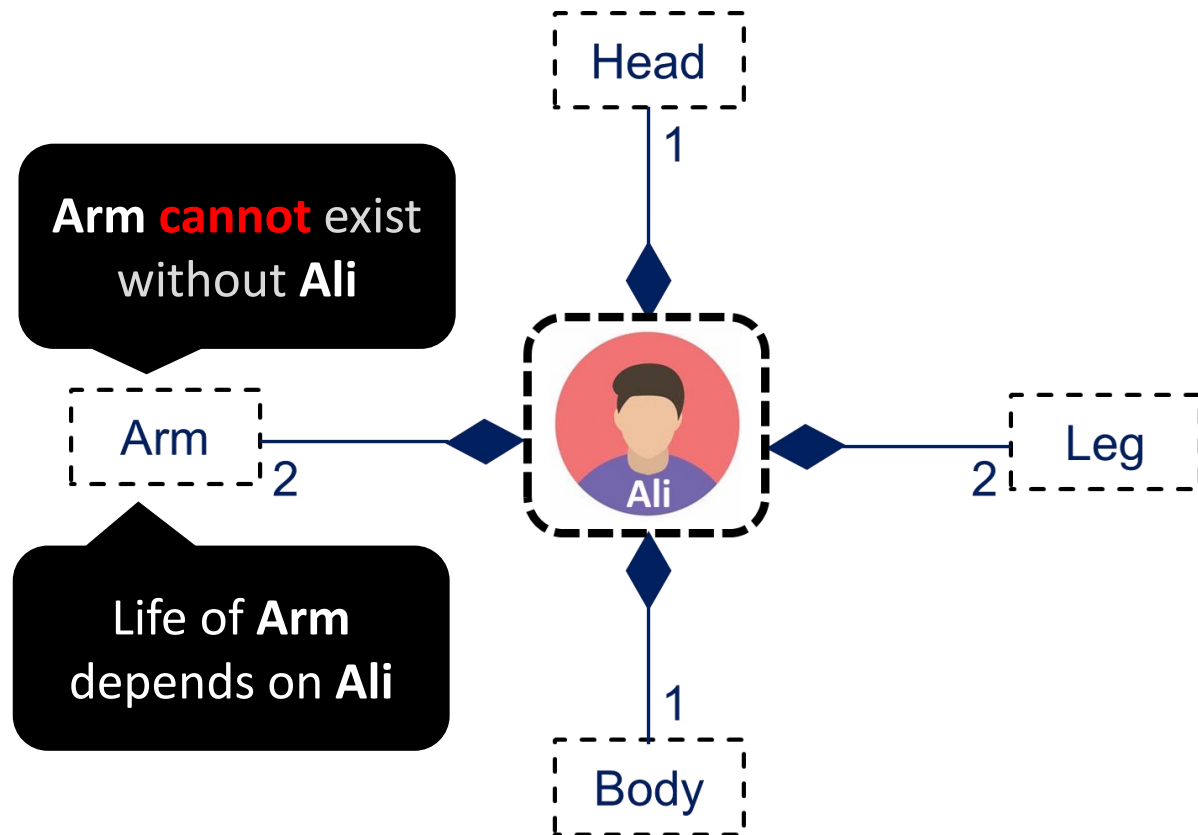 Head
1
Arm cannot exist
without Ali
Arm
2
Ali
2
Leg
Life of Arm
depends on Ali
1
Body